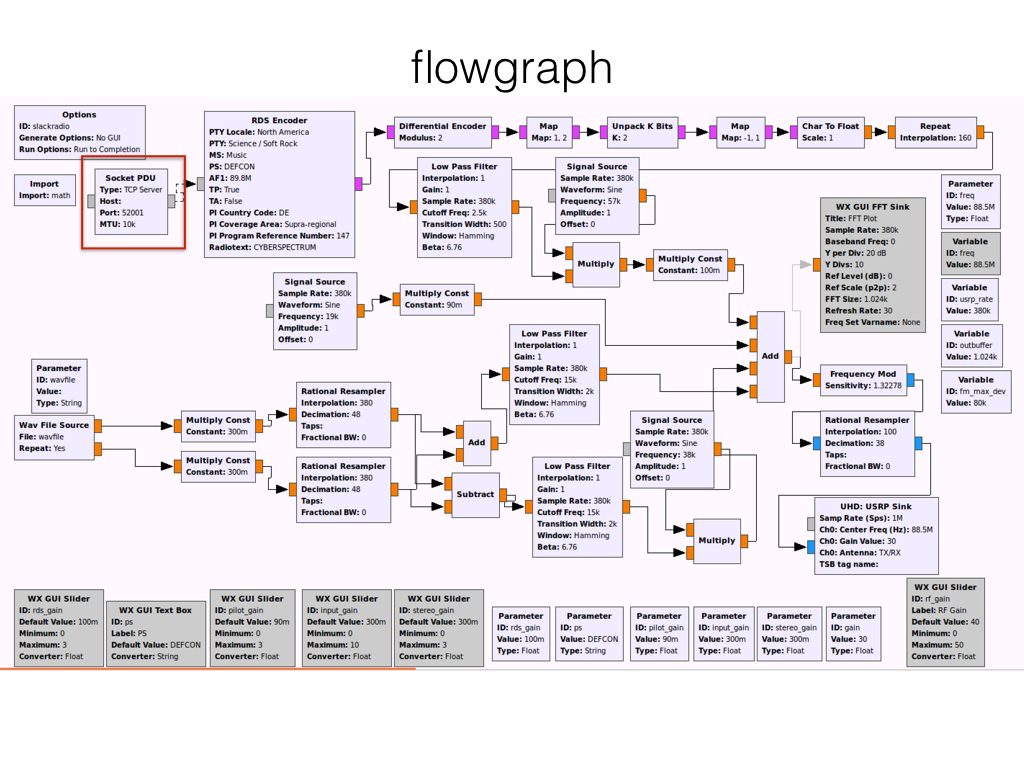 flowgraph
Options
ID: slackradio
Generate Options: No GUI
Run Options: Run to Completion
Import
Import: math
Socket PDU
Type: TCP Server
Host:
Port: 52001
MTU: 10k
RDS Encoder
PTY Locale: North America
PTY: Science / Soft Rock
MS: Music
PS: DEFCON
AF1: 89.8M
TP: True
TA: False
PI Country Code: DE
PI Coverage Area: Supra-regional
PI Program Reference Number: 147
Radiotext: CYBERSPECTRUM
Differential Encoder
Modulus: 2
Map
Map: 1, 2
Unpack K Bits
K: 2
Map
Map: -1, 1
Char To Float
Scale: 1
Repeat
Interpolation: 160
Low Pass Filter
Interpolation: 1
Gain: 1
Sample Rate: 380k
Cutoff Freq: 2.5k
Transition Width: 500
Window: Hamming
Beta: 6.76
Signal Source
Sample Rate: 380k
Waveform: Sine
Frequency: 57k
Amplitude: 1
Offset: 0
Multiply
Multiply Const
Constant: 100m
WX GUI FFT Sink
Title: FFT Plot
Sample Rate: 380k
Baseband Freq: 0
Y per Div: 20 dB
Y Divs: 10
Ref Level (dB): 0
Ref Scale (p2p): 2
FFT Size: 1.024k
Refresh Rate: 30
Freq Set Varname: None
Parameter
ID: freq
Value: 88.5M
Type: Float
Variable
ID: freq
Value: 88.5M
Variable
ID: usrp_rate
Value: 380k
Variable
ID: outbuffer
Value: 1.024k
Variable
ID: fm_max_dev
Value: 80k
Signal Source
Sample Rate: 380k
Waveform: Sine
Frequency: 19k
Amplitude: 1
Offset: 0
Multiply Const
Constant: 90m
Low Pass Filter
Interpolation: 1
Gain: 1
Sample Rate: 380k
Cutoff Freq: 15k
Transition Width: 2k
Window: Hamming
Beta: 6.76
Add
Frequency Mod
Sensitivity: 1.32278
Parameter
ID: wavfile
Value:
Type: String
Wav File Source
File: wavfile
Repeat: Yes
Multiply Const
Constant: 300m
Multiply Const
Constant: 300m
Rational Resampler
Interpolation: 380
Decimation: 48
Taps:
Fractional BW: 0
Rational Resampler
Interpolation: 380
Decimation: 48
Taps:
Fractional BW: 0
Add
Subtract
Low Pass Filter
Interpolation: 1
Gain: 1
Sample Rate: 380k
Cutoff Freq: 15k
Transition Width: 2k
Window: Hamming
Beta: 6.76
Signal Source
Sample Rate: 380k
Waveform: Sine
Frequency: 38k
Amplitude: 1
Offset: 0
Multiply
Rational Resampler
Interpolation: 100
Decimation: 38
Taps:
Fractional BW: 0
UHD: USRP Sink
Samp Rate (Sps): 1M
Ch0: Center Freq (Hz): 88.5M
Ch0: Gain Value: 30
Ch0: Antenna: TX/RX
TSB tag name:
WX GUI Slider
ID: rds_gain
Default Value: 100m
Minimum: 0
Maximum: 3
Converter: Float
WX GUI Text Box
ID: ps
Label: PS
Default Value: DEFCON
Converter: String
WX GUI Slider
ID: pilot_gain
Default Value: 90m
Minimum: 0
Maximum: 3
Converter: Float
WX GUI Slider
ID: input_gain
Default Value: 300m
Minimum: 0
Maximum: 10
Converter: Float
WX GUI Slider
ID: stereo_gain
Default Value: 300m
Minimum: 0
Maximum: 3
Converter: Float
Parameter
ID: rds_gain
Value: 100m
Type: Float
Parameter
ID: ps
Value: DEFCON
Type: String
Parameter
ID: pilot_gain
Value: 90m
Type: Float
Parameter
ID: input_gain
Value: 300m
Type: Float
Parameter
ID: stereo_gain
Value: 300m
Type: Float
Parameter
ID: gain
Value: 30
Type: Float
WX GUI Slider
ID: rf_gain
Label: RF Gain
Default Value: 40
Minimum: 0
Maximum: 50
Converter: Float